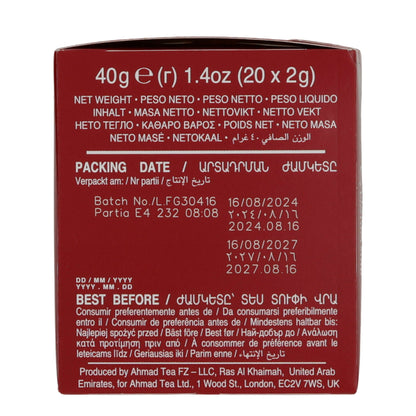 40g ℮ (г) 1.4oz (20 x 2g)
NET WEIGHT • PESO NETO • PESO NETTO • PESO LIQUIDO
INHALT • MASA NETTO • NETTOVIKT • NETTO VEKT
НЕТО ТЕГЛО • ΚΑΘΑΡΟ ΒΑΡΟΣ • POIDS NET • NETO MASA
NETO MASĖ • NETOKAAL • الوزن الصافي ٤٠ غرام
PACKING DATE / ԱՐՏԱԴՐՄԱՆ ԺԱՄԿԵՏԸ
Verpackt am: / Nr partii / تاريخ الإنتاج:
Batch No./L.FG30416
Partia E4 232 08:08
16/08/2024
٢٠٢٤/٠٨/١٦
2024.08.16
16/08/2027
٢٠٢٧/٠٨/١٦
2027.08.16
DD / MM / YYYY
YYYY . MM . DD
BEST BEFORE / ԺԱՄԿԵՏԸ՝ ՏԵՍ ՏՈՒՓԻ ՎՐԱ
Consumir preferentemente antes de / Da consumarsi preferibilmente
entro il / Consumir de preferência antes de / Mindestens haltbar bis:
Najlepiej spożyć przed / Bäst före / Best før / Най-добър до / Ανάλωση
κατά προτίμηση πριν από / À consommer de préférence avant le
Ieteicams līdz / Geriausias iki / Parim enne / تاريخ الإنتهاء:
Produced by Ahmad Tea FZ – LLC, Ras Al Khaimah, United Arab
Emirates, for Ahmad Tea Ltd., 1 Wood St., London, EC2V 7WS, UK